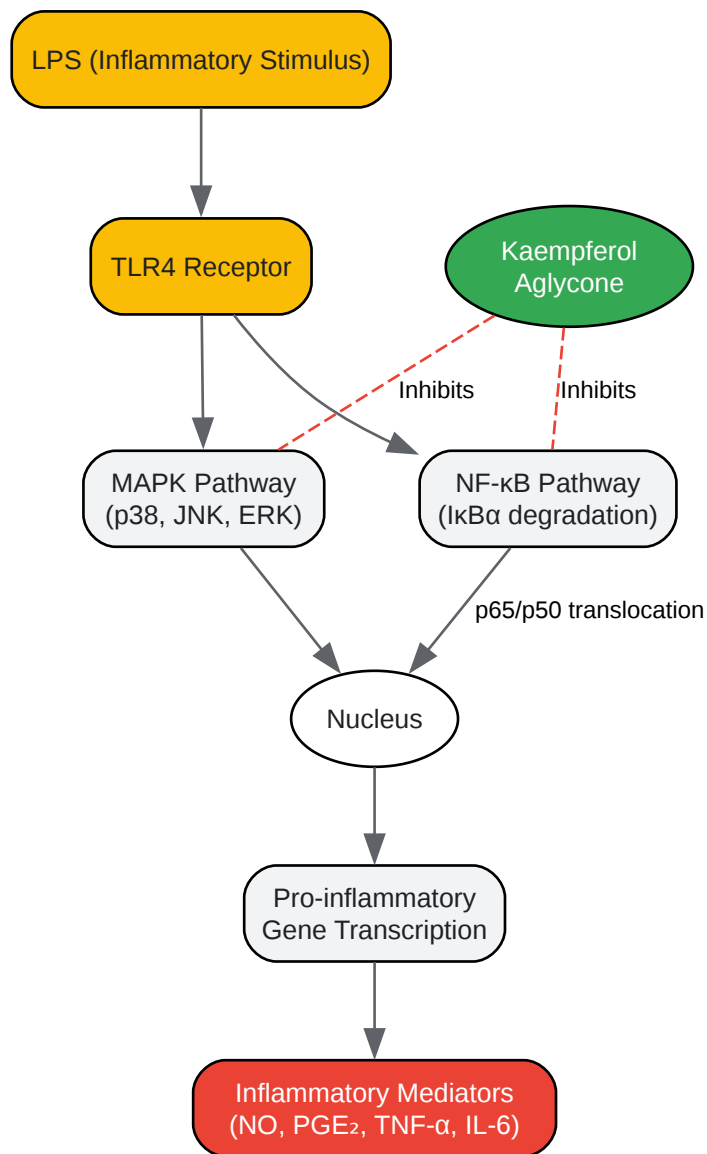 LPS (Inflammatory Stimulus)
TLR4 Receptor
Kaempferol
Aglycone
Inhibits
Inhibits
MAPK Pathway
(p38, JNK, ERK)
NF-κB Pathway
(IκBα degradation)
p65/p50 translocation
Nucleus
Pro-inflammatory
Gene Transcription
Inflammatory Mediators
(NO, PGE₂, TNF-α, IL-6)